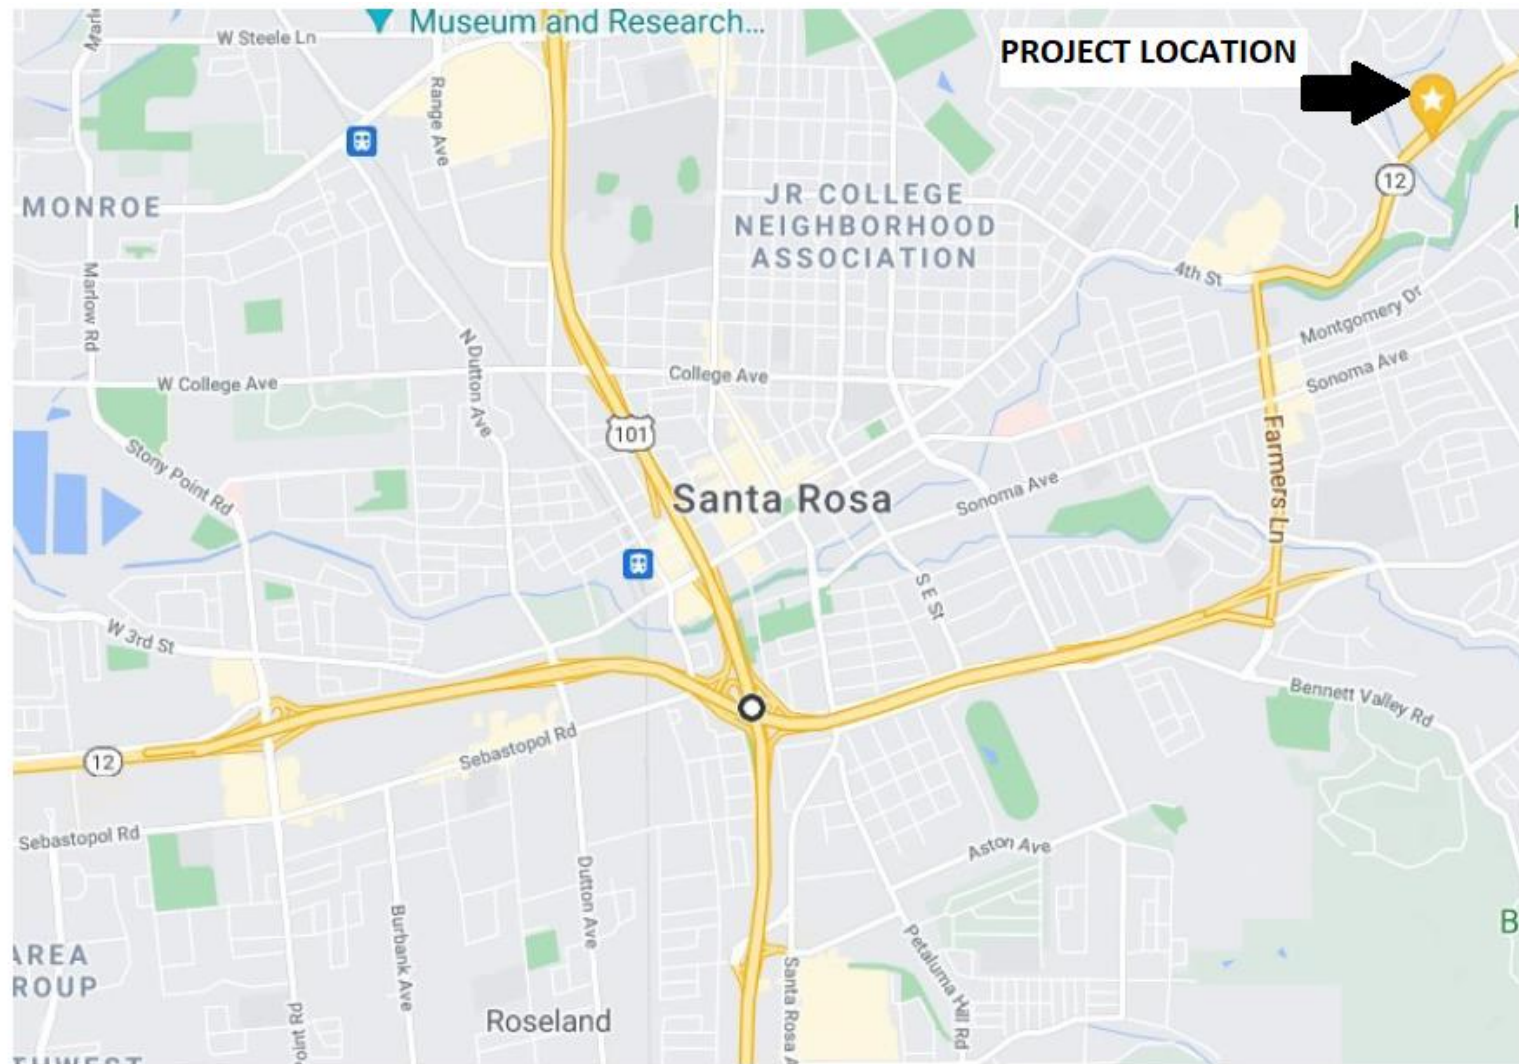 Museum and Research...
W Steele Ln
PROJECT LOCATION
Range Ave
12
MONROE
JR COLLEGE
NEIGHBORHOOD
ASSOCIATION
4th St
Marlow Rd
Montgomery Dr
N Dutton Ave
Sonoma Ave
W College Ave
College Ave
101
Farmers Ln
Stony Point Rd
Santa Rosa
Sonoma Ave
S E St
W 3rd St
Bennett Valley Rd
Sebastopol Rd
12
Sebastopol Rd
Aston Ave
Dutton Ave
Burbank Ave
Petaluma Hill Rd
AREA
ROUP
Santa Rosa A
Point Rd
Roseland
B